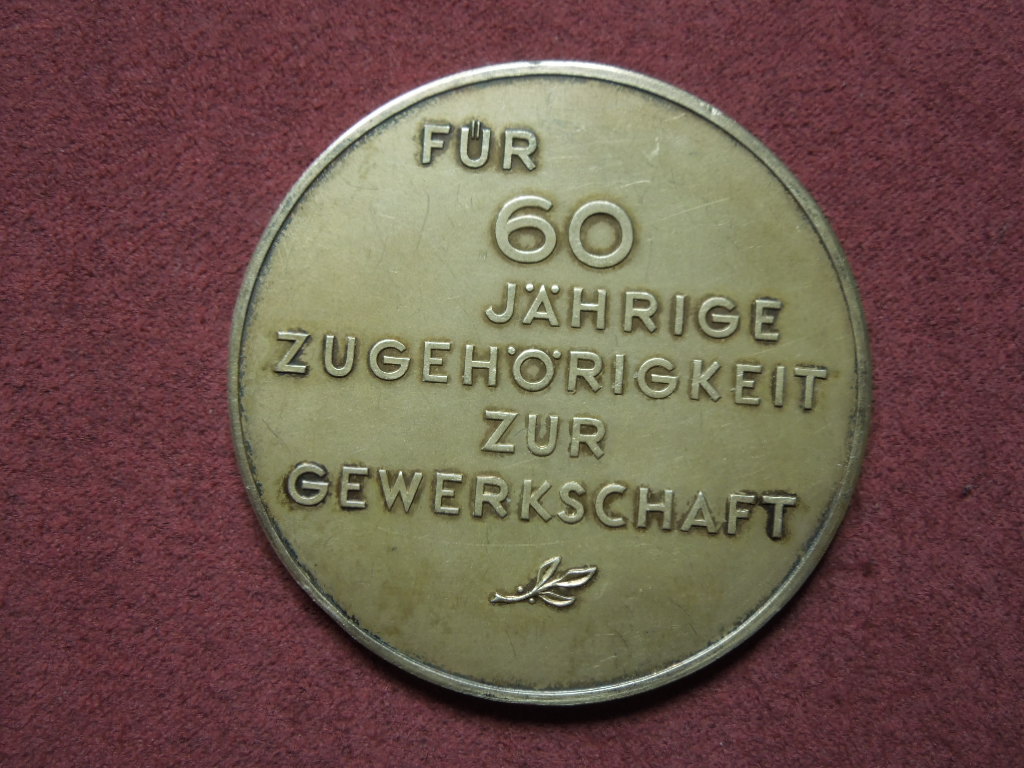 FÜR
60
JÄHRIGE
ZUGEHÖRIGKEIT
ZUR
GEWERKSCHAFT